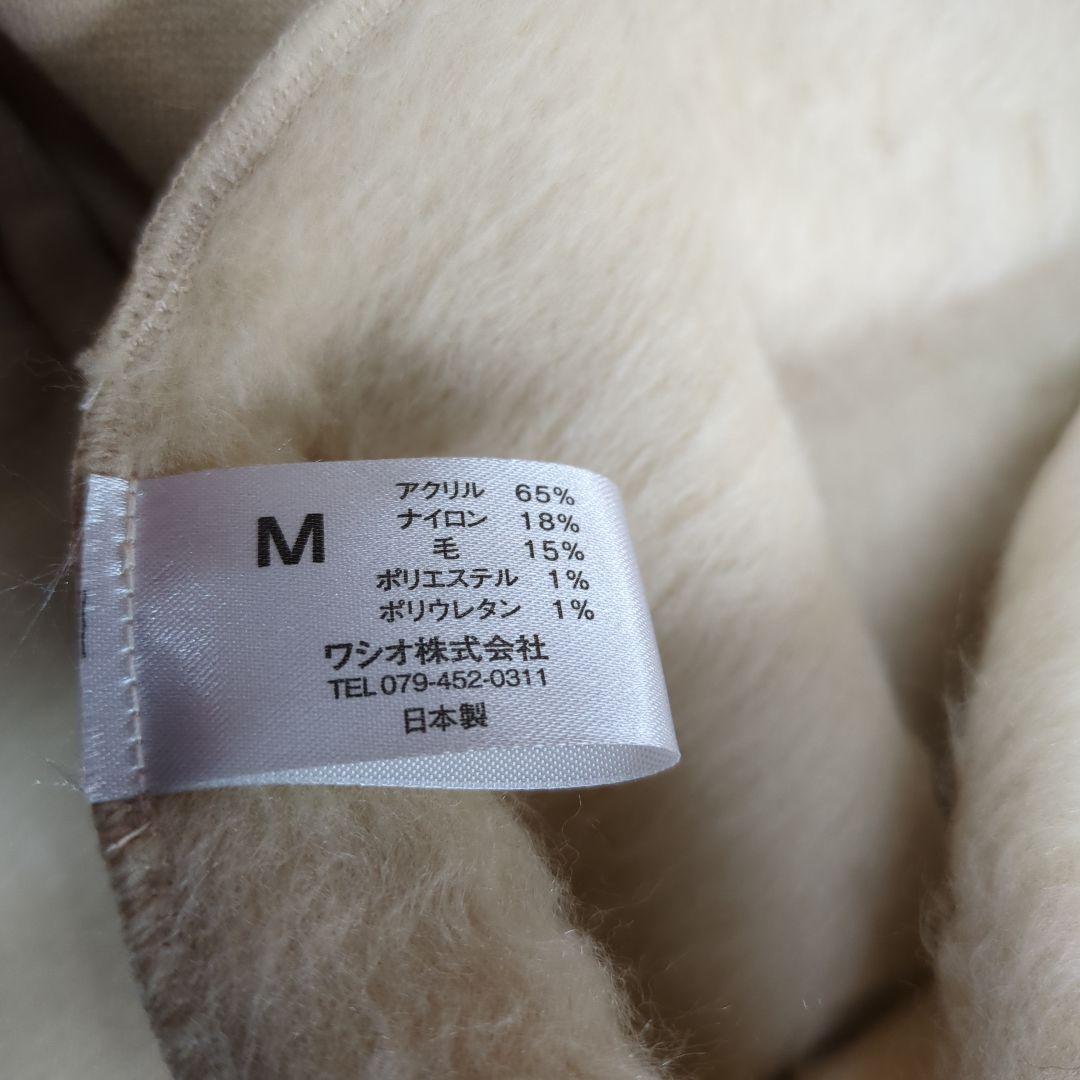 M
アクリル 65%
ナイロン 18%
毛 15%
ポリエステル 1%
ポリウレタン 1%
ワシオ株式会社
TEL 079-452-0311
日本製